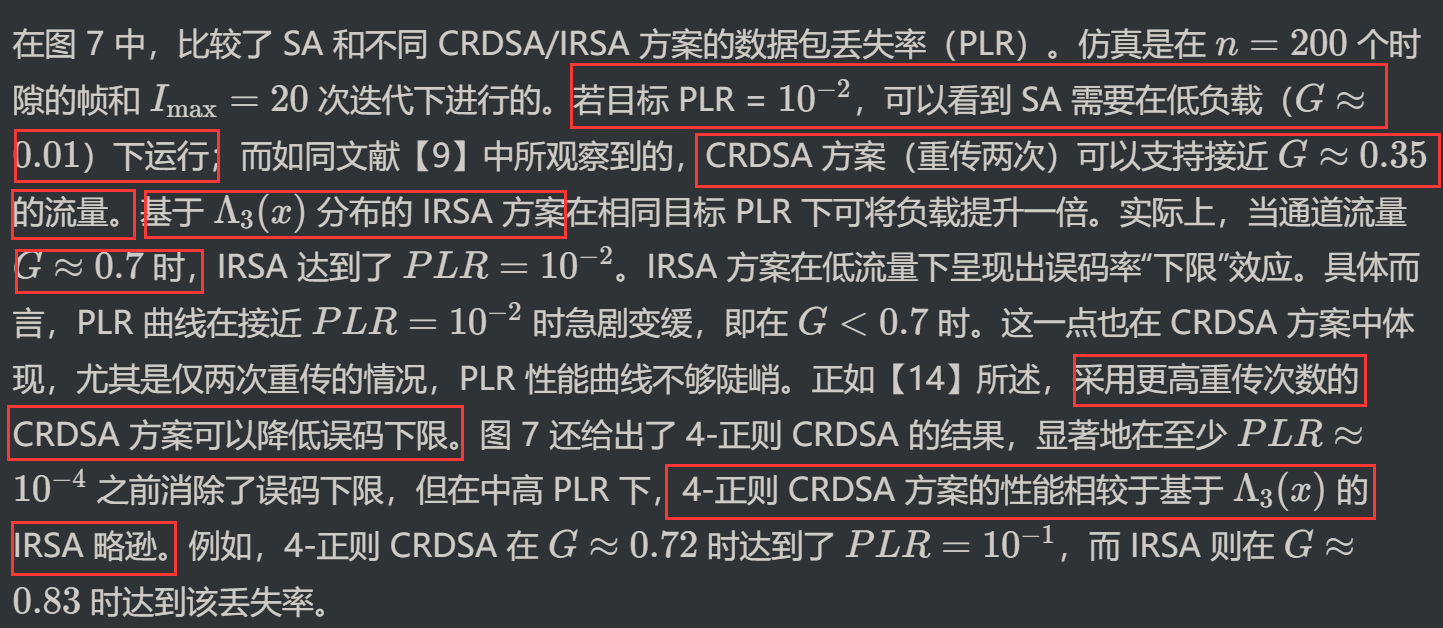 在图 7 中，比较了 SA 和不同 CRDSA/IRSA 方案的数据包丢失率（PLR）。仿真是在 n = 200 个时
隙的帧和 I_max = 20 次迭代下进行的。若目标 PLR = 10⁻²，可以看到 SA 需要在低负载（G ≈
0.01）下运行；而如同文献【9】中所观察到的，CRDSA 方案（重传两次）可以支持接近 G ≈ 0.35
的流量。基于 Λ₃(x) 分布的 IRSA 方案在相同目标 PLR 下可将负载提升一倍。实际上，当通道流量
G ≈ 0.7 时，IRSA 达到了 PLR = 10⁻²。IRSA 方案在低流量下呈现出误码率“下限”效应。具体而
言，PLR 曲线在接近 PLR = 10⁻² 时急剧变缓，即在 G < 0.7 时。这一点也在 CRDSA 方案中体
现，尤其是仅两次重传的情况，PLR 性能曲线不够陡峭。正如【14】所述，采用更高重传次数的
CRDSA 方案可以降低误码下限。图 7 还给出了 4-正则 CRDSA 的结果，显著地在至少 PLR ≈
10⁻⁴ 之前消除了误码下限，但在中高 PLR 下，4-正则 CRDSA 方案的性能相较于基于 Λ₃(x) 的
IRSA 略逊。例如，4-正则 CRDSA 在 G ≈ 0.72 时达到了 PLR = 10⁻¹，而 IRSA 则在 G ≈
0.83 时达到该丢失率。